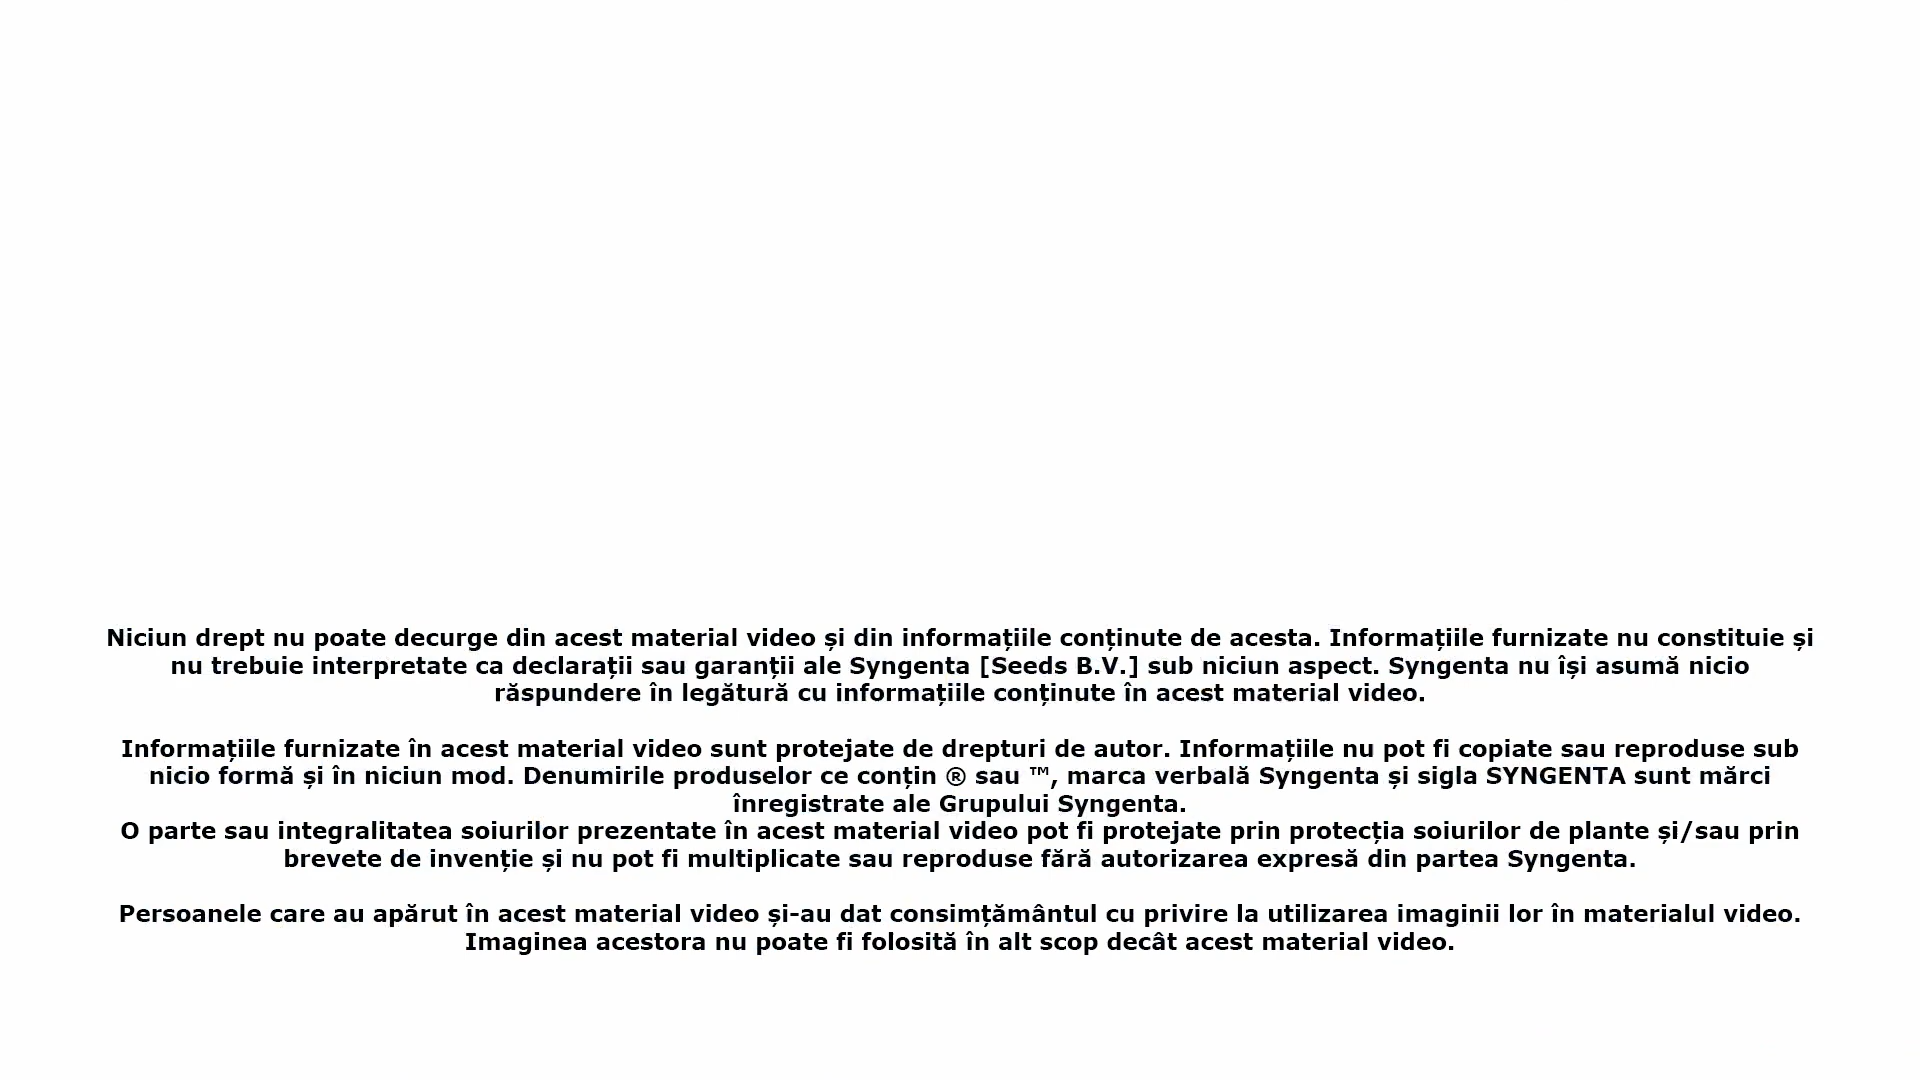 Niciun drept nu poate decurge din acest material video și din informațiile conținute de acesta. Informațiile furnizate nu constituie și
nu trebuie interpretate ca declarații sau garanții ale Syngenta [Seeds B.V.] sub niciun aspect. Syngenta nu își asumă nicio
răspundere în legătură cu informațiile conținute în acest material video.
Informațiile furnizate în acest material video sunt protejate de drepturi de autor. Informațiile nu pot fi copiate sau reproduse sub
nicio formă și în niciun mod. Denumirile produselor ce conțin ® sau ™, marca verbală Syngenta și sigla SYNGENTA sunt mărci
înregistrate ale Grupului Syngenta.
O parte sau integralitatea soiurilor prezentate în acest material video pot fi protejate prin protecția soiurilor de plante și/sau prin
brevete de invenție și nu pot fi multiplicate sau reproduse fără autorizarea expresă din partea Syngenta.
Persoanele care au apărut în acest material video și-au dat consimțământul cu privire la utilizarea imaginii lor în materialul video.
Imaginea acestora nu poate fi folosită în alt scop decât acest material video.